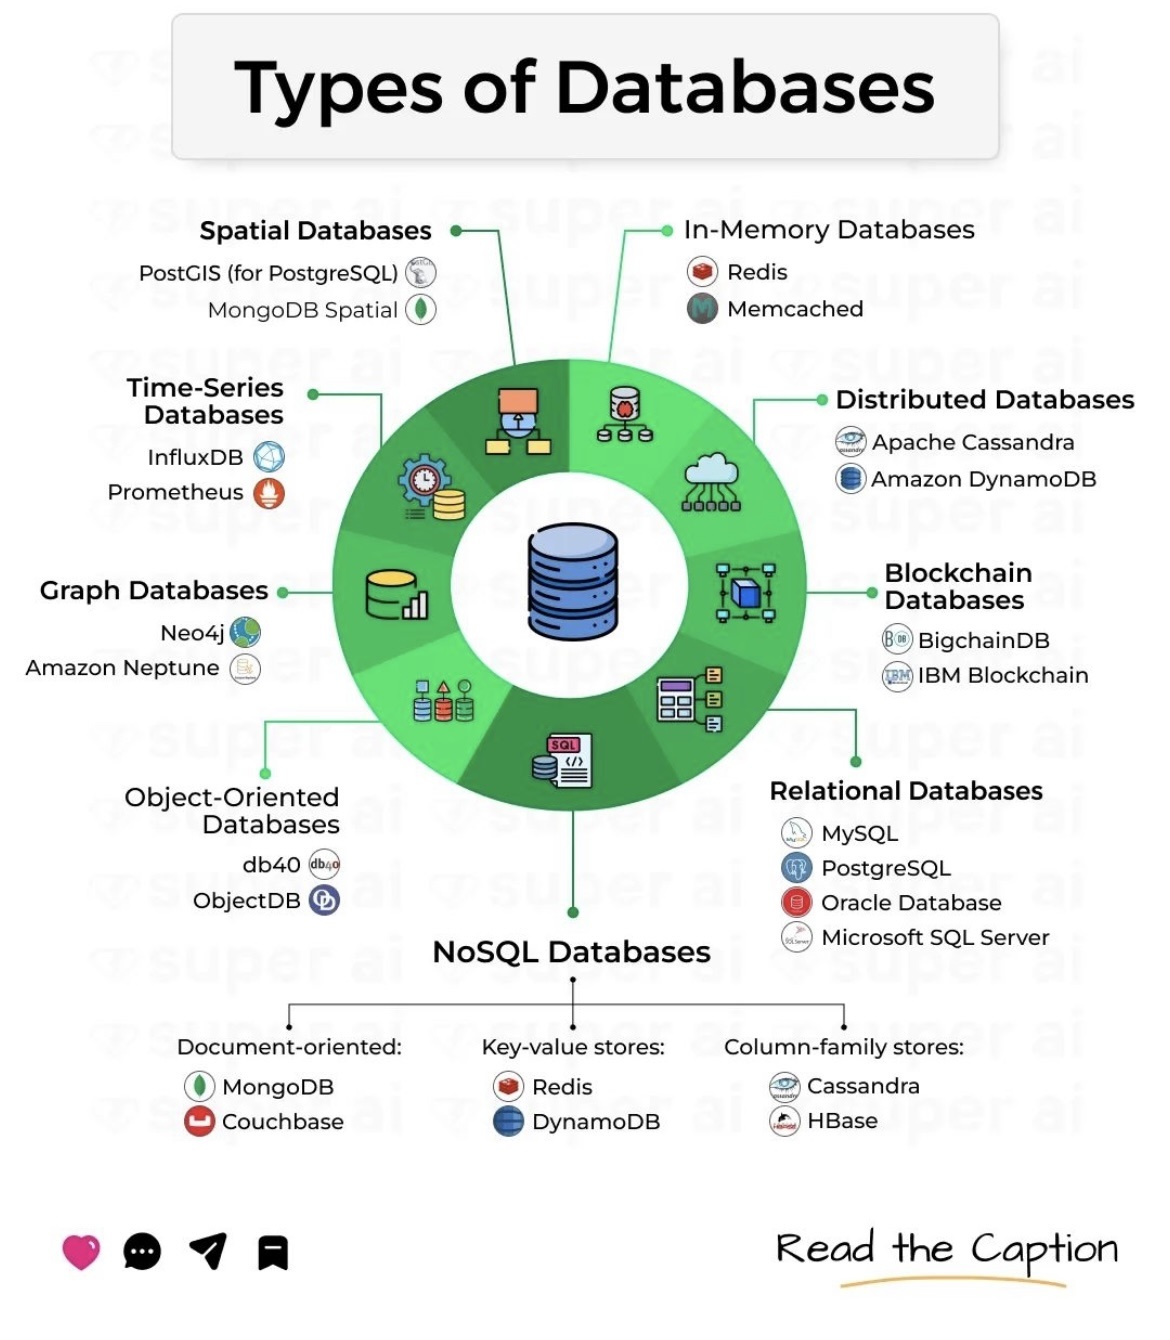 Types of Databases
Spatial Databases
PostGIS (for PostgreSQL)
MongoDB Spatial
In-Memory Databases
Redis
Memcached
Time-Series
Databases
InfluxDB
Prometheus
Distributed Databases
Apache Cassandra
Amazon DynamoDB
Graph Databases
Neo4j
Amazon Neptune
Blockchain
Databases
BigchainDB
IBM Blockchain
SQL
Object-Oriented
Databases
db40
ObjectDB
Relational Databases
MySQL
PostgreSQL
Oracle Database
Microsoft SQL Server
NoSQL Databases
Document-oriented:
MongoDB
Couchbase
Key-value stores:
Redis
DynamoDB
Column-family stores:
Cassandra
HBase
Read the Caption
super ai